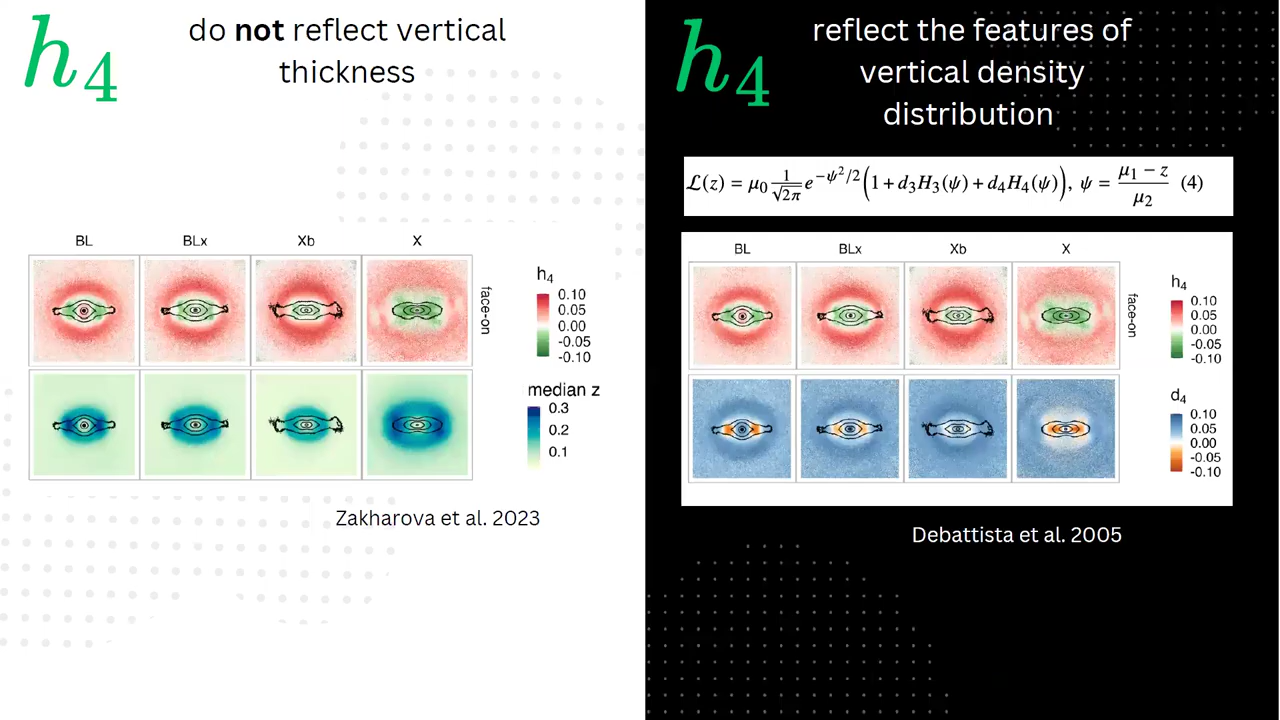 h₄
do not reflect vertical
thickness
BL BLx Xb X
face-on
h₄
0.10
0.05
0.00
-0.05
-0.10
median z
0.3
0.2
0.1
Zakharova et al. 2023
h₄
reflect the features of
vertical density
distribution
ℒ(z) = μ₀ 1/√2π e^(−ψ²/2) (1 + d₃H₃(ψ) + d₄H₄(ψ)), ψ = (μ₁ − z)/μ₂ (4)
BL BLx Xb X
face-on
h₄
0.10
0.05
0.00
-0.05
-0.10
d₄
0.10
0.05
0.00
-0.05
-0.10
Debattista et al. 2005